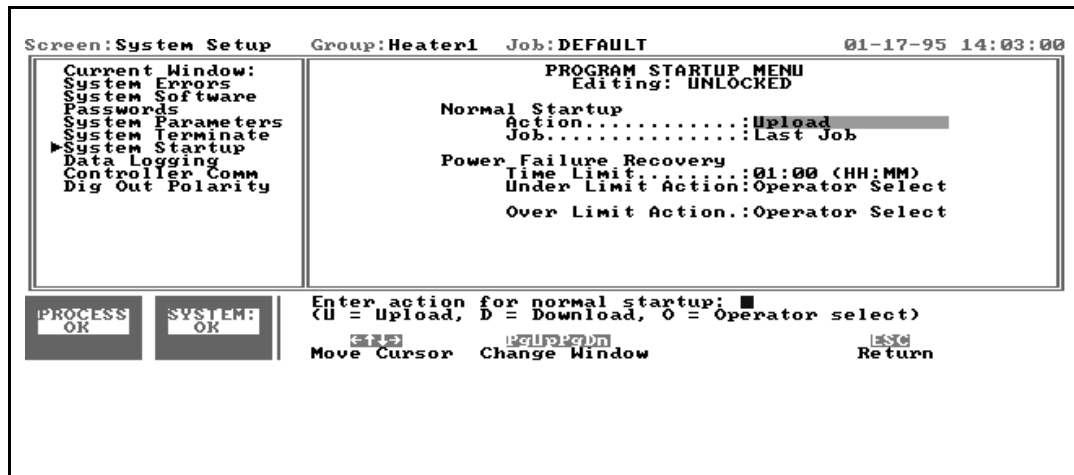 Screen:System Setup Group:Heater1 Job:DEFAULT 01-17-95 14:03:00
Current Window:
System Errors
System Software
Passwords
System Parameters
System Terminate
►System Startup
Data Logging
Controller Comm
Dig Out Polarity
PROGRAM STARTUP MENU
Editing: UNLOCKED
Normal Startup
Action............:Upload
Job...............:Last Job
Power Failure Recovery
Time Limit........:01:00 (HH:MM)
Under Limit Action:Operator Select
Over Limit Action.:Operator Select
PROCESS
OK
SYSTEM:
OK
Enter action for normal startup:
(U = Upload, D = Download, O = Operator select)
←↑↓→ PgUpPgDn ESC
Move Cursor Change Window Return